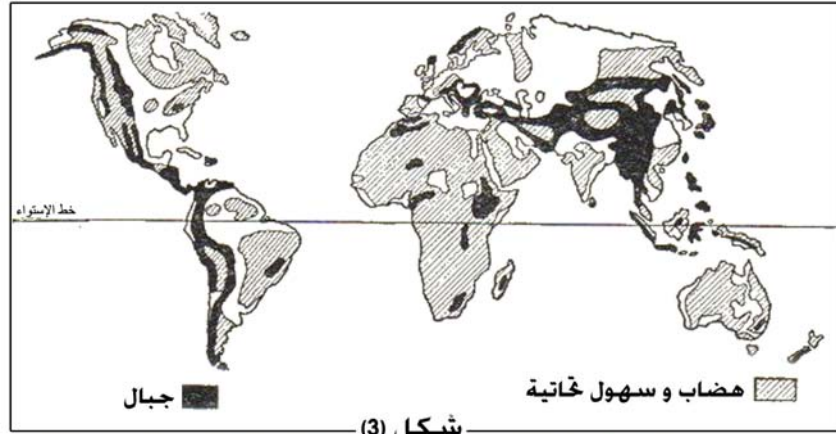 خط الإستواء
هضاب و سهول تحاتية
جبال
شكل (3)